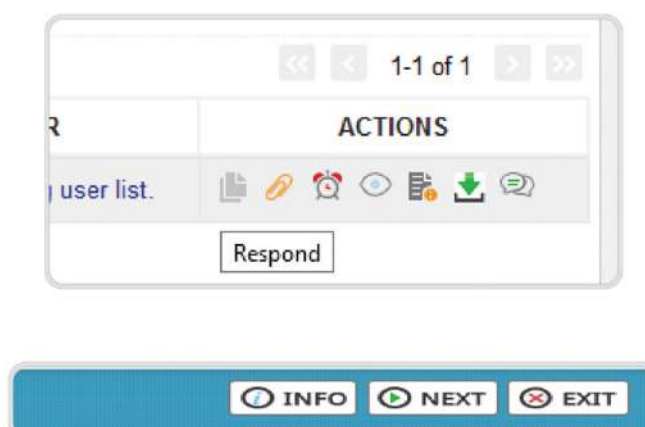 1-1 of 1
R ACTIONS
user list.
Respond
INFO NEXT EXIT